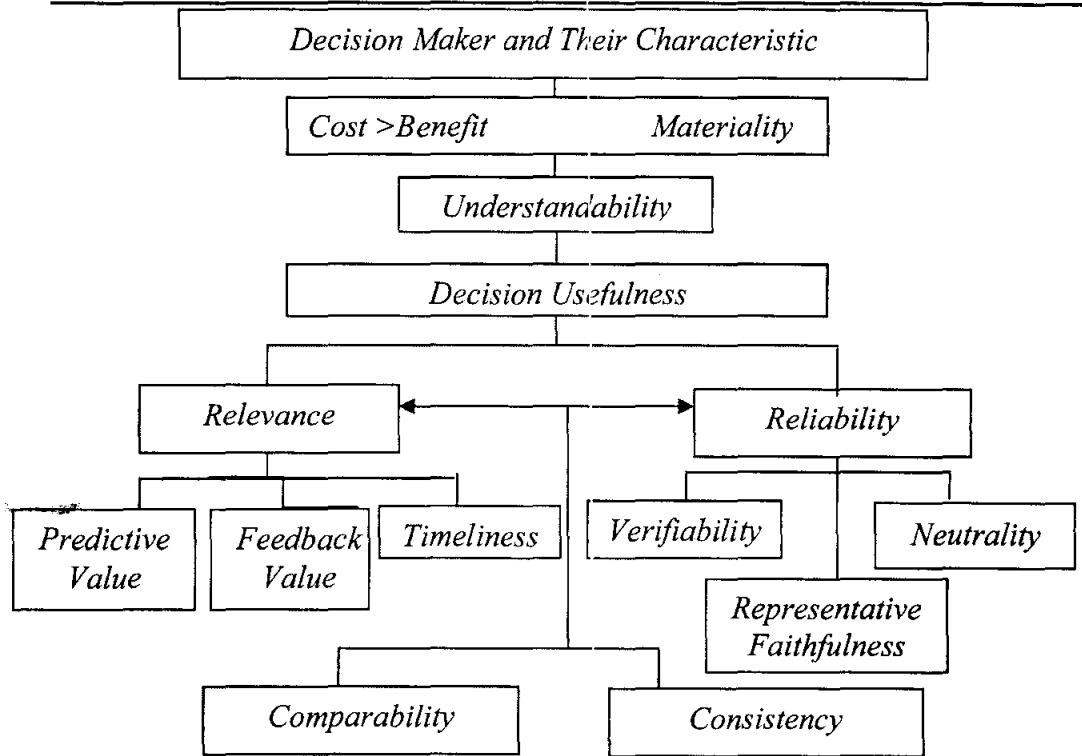 Decision Maker and Their Characteristic
Cost >Benefit Materiality
Understandability
Decision Usefulness
Relevance
Reliability
Predictive
Value
Feedback
Value
Timeliness
Verifiability
Neutrality
Representative
Faithfulness
Comparability
Consistency